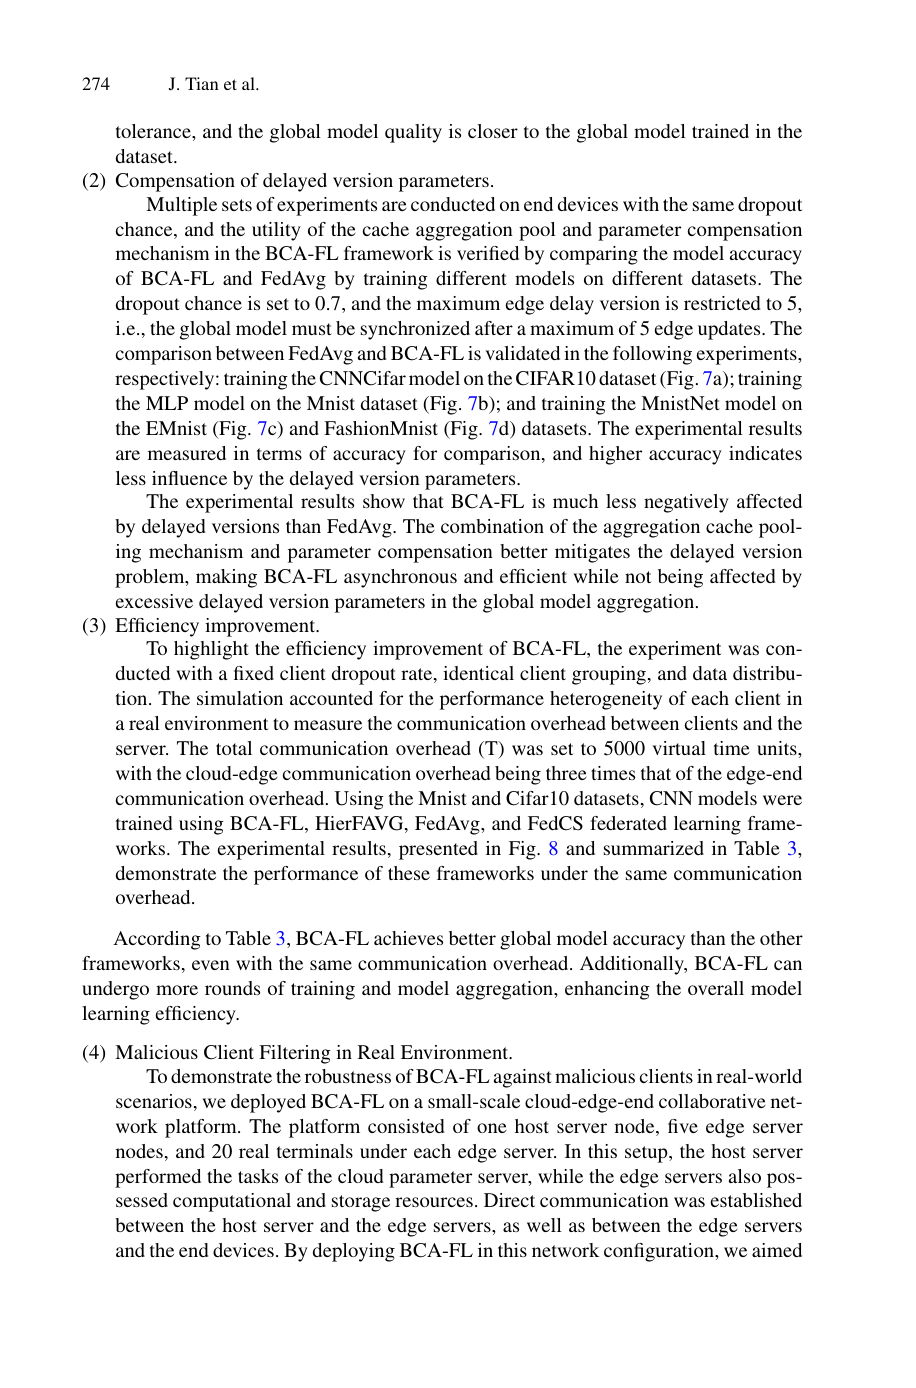 274 J. Tian et al.
tolerance, and the global model quality is closer to the global model trained in the
dataset.
(2) Compensation of delayed version parameters.
Multiple sets of experiments are conducted on end devices with the same dropout
chance, and the utility of the cache aggregation pool and parameter compensation
mechanism in the BCA-FL framework is verified by comparing the model accuracy
of BCA-FL and FedAvg by training different models on different datasets. The
dropout chance is set to 0.7, and the maximum edge delay version is restricted to 5,
i.e., the global model must be synchronized after a maximum of 5 edge updates. The
comparison between FedAvg and BCA-FL is validated in the following experiments,
respectively: training the CNNCifar model on the CIFAR10 dataset (Fig. 7a); training
the MLP model on the Mnist dataset (Fig. 7b); and training the MnistNet model on
the EMnist (Fig. 7c) and FashionMnist (Fig. 7d) datasets. The experimental results
are measured in terms of accuracy for comparison, and higher accuracy indicates
less influence by the delayed version parameters.
The experimental results show that BCA-FL is much less negatively affected
by delayed versions than FedAvg. The combination of the aggregation cache pool-
ing mechanism and parameter compensation better mitigates the delayed version
problem, making BCA-FL asynchronous and efficient while not being affected by
excessive delayed version parameters in the global model aggregation.
(3) Efficiency improvement.
To highlight the efficiency improvement of BCA-FL, the experiment was con-
ducted with a fixed client dropout rate, identical client grouping, and data distribu-
tion. The simulation accounted for the performance heterogeneity of each client in
a real environment to measure the communication overhead between clients and the
server. The total communication overhead (T) was set to 5000 virtual time units,
with the cloud-edge communication overhead being three times that of the edge-end
communication overhead. Using the Mnist and Cifar10 datasets, CNN models were
trained using BCA-FL, HierFAVG, FedAvg, and FedCS federated learning frame-
works. The experimental results, presented in Fig. 8 and summarized in Table 3,
demonstrate the performance of these frameworks under the same communication
overhead.
According to Table 3, BCA-FL achieves better global model accuracy than the other
frameworks, even with the same communication overhead. Additionally, BCA-FL can
undergo more rounds of training and model aggregation, enhancing the overall model
learning efficiency.
(4) Malicious Client Filtering in Real Environment.
To demonstrate the robustness of BCA-FL against malicious clients in real-world
scenarios, we deployed BCA-FL on a small-scale cloud-edge-end collaborative net-
work platform. The platform consisted of one host server node, five edge server
nodes, and 20 real terminals under each edge server. In this setup, the host server
performed the tasks of the cloud parameter server, while the edge servers also pos-
sessed computational and storage resources. Direct communication was established
between the host server and the edge servers, as well as between the edge servers
and the end devices. By deploying BCA-FL in this network configuration, we aimed